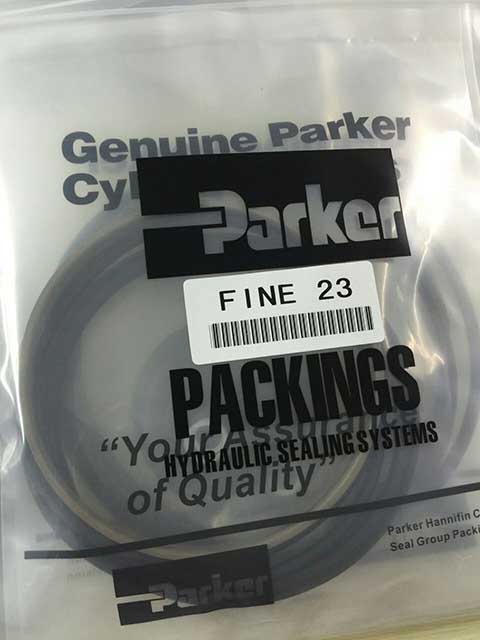 Genuine Parker
Parker
FINE 23
PACKINGS
"Your Assurance
HYDRAULIC SEALING SYSTEMS
of Quality"
Parker Hannifin
Seal Group
Parker